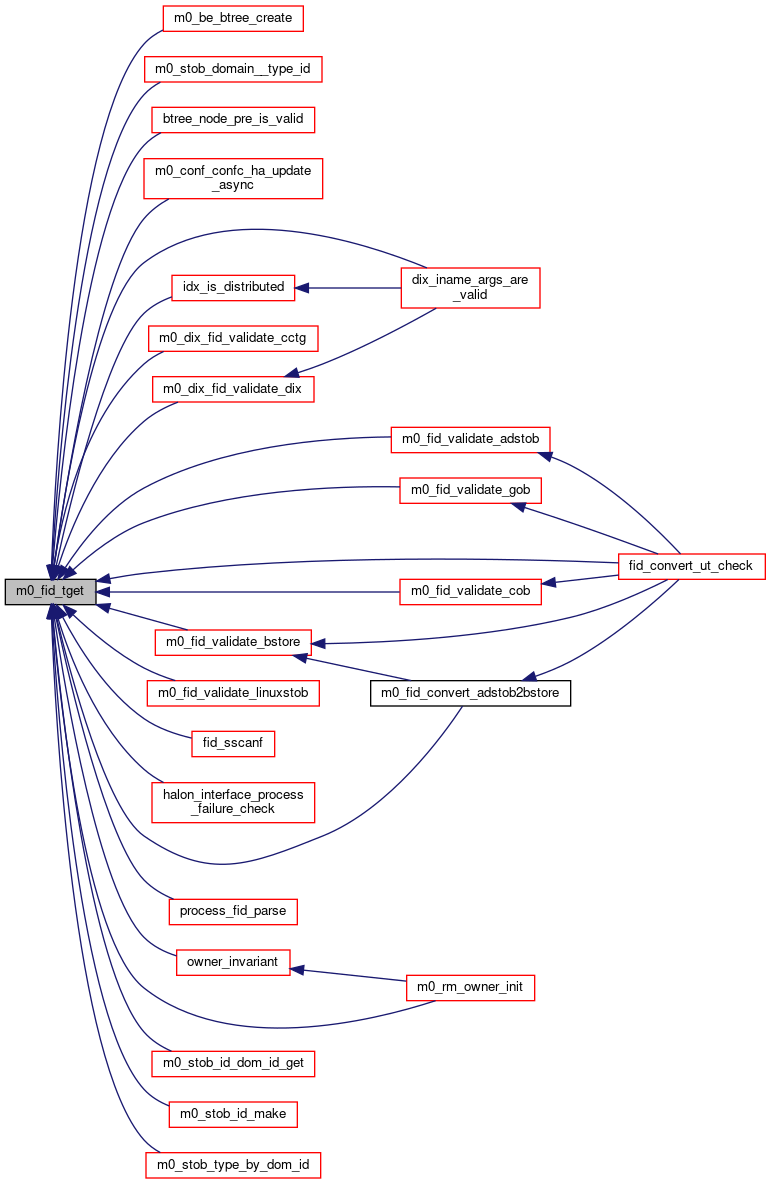 m0_be_btree_create
m0_stob_domain__type_id
btree_node_pre_is_valid
m0_conf_confc_ha_update
_async
idx_is_distributed
dix_iname_args_are
_valid
m0_dix_fid_validate_cctg
m0_dix_fid_validate_dix
m0_fid_validate_adstob
m0_fid_validate_gob
fid_convert_ut_check
m0_fid_tget
m0_fid_validate_cob
m0_fid_validate_bstore
m0_fid_validate_linuxstob
m0_fid_convert_adstob2bstore
fid_sscanf
halon_interface_process
_failure_check
process_fid_parse
owner_invariant
m0_rm_owner_init
m0_stob_id_dom_id_get
m0_stob_id_make
m0_stob_type_by_dom_id